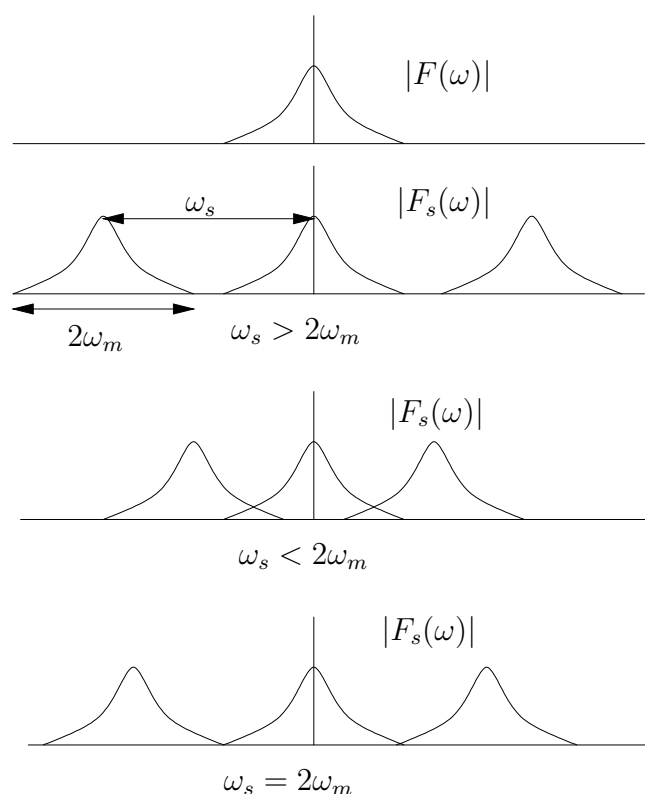 |F(ω)|
|F_s(ω)|
ω_s
2ω_m
ω_s > 2ω_m
|F_s(ω)|
ω_s < 2ω_m
|F_s(ω)|
ω_s = 2ω_m